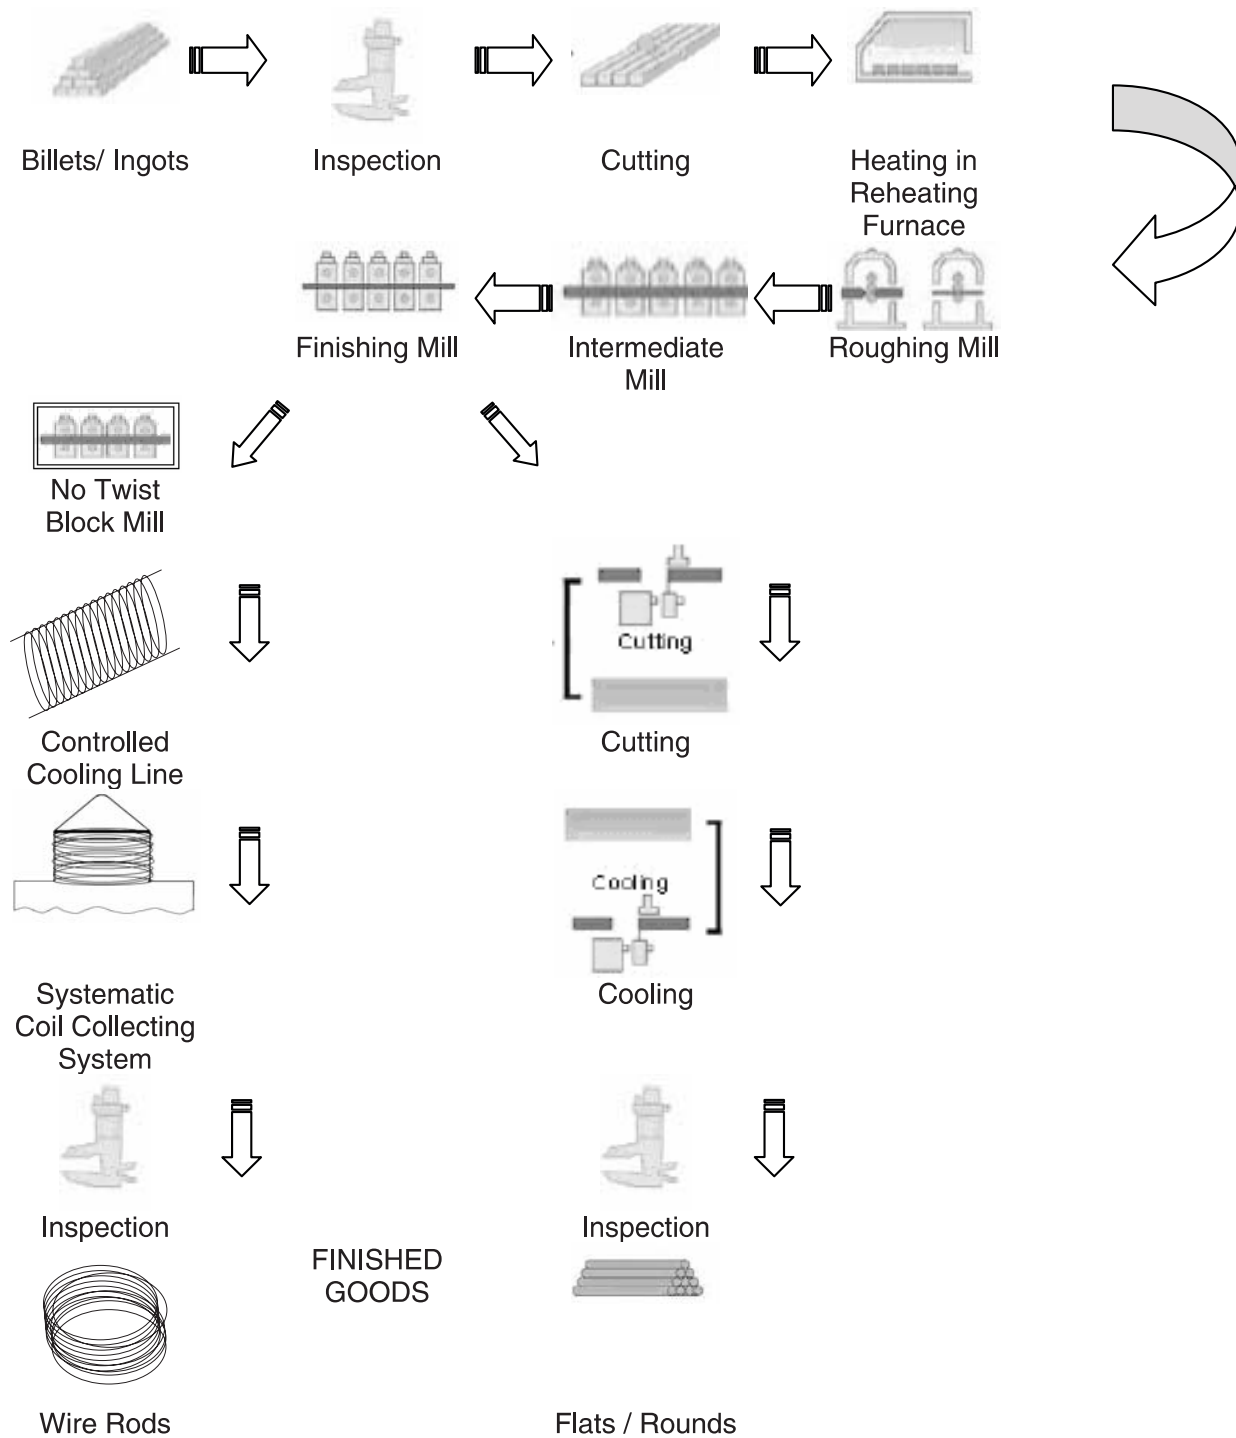 Billets/ Ingots
Inspection
Cutting
Heating in
Reheating
Furnace
Finishing Mill
Intermediate
Mill
Roughing Mill
No Twist
Block Mill
Cutting
Controlled
Cooling Line
Cutting
Cooling
Systematic
Coil Collecting
System
Cooling
Inspection
Inspection
FINISHED
GOODS
Wire Rods
Flats / Rounds